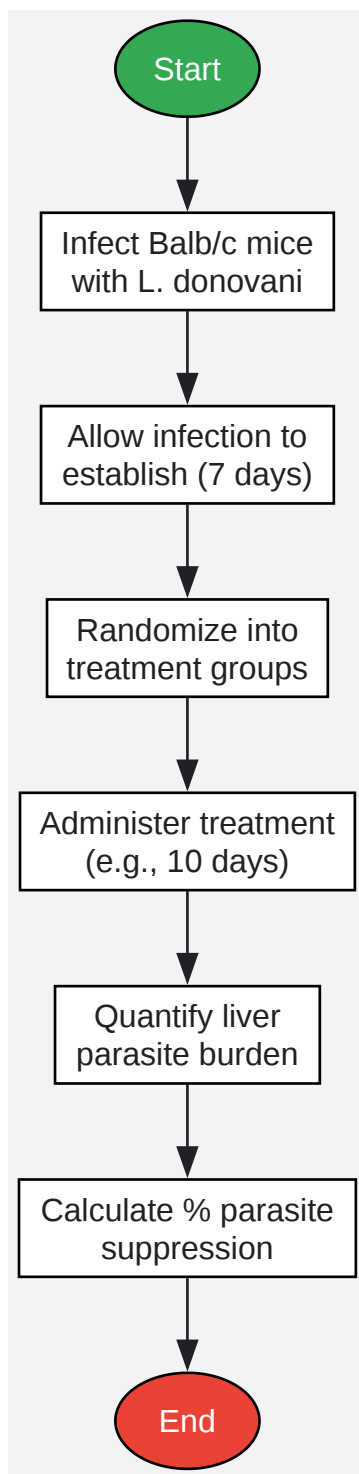 Start
Infect Balb/c mice
with L. donovani
Allow infection to
establish (7 days)
Randomize into
treatment groups
Administer treatment
(e.g., 10 days)
Quantify liver
parasite burden
Calculate % parasite
suppression
End